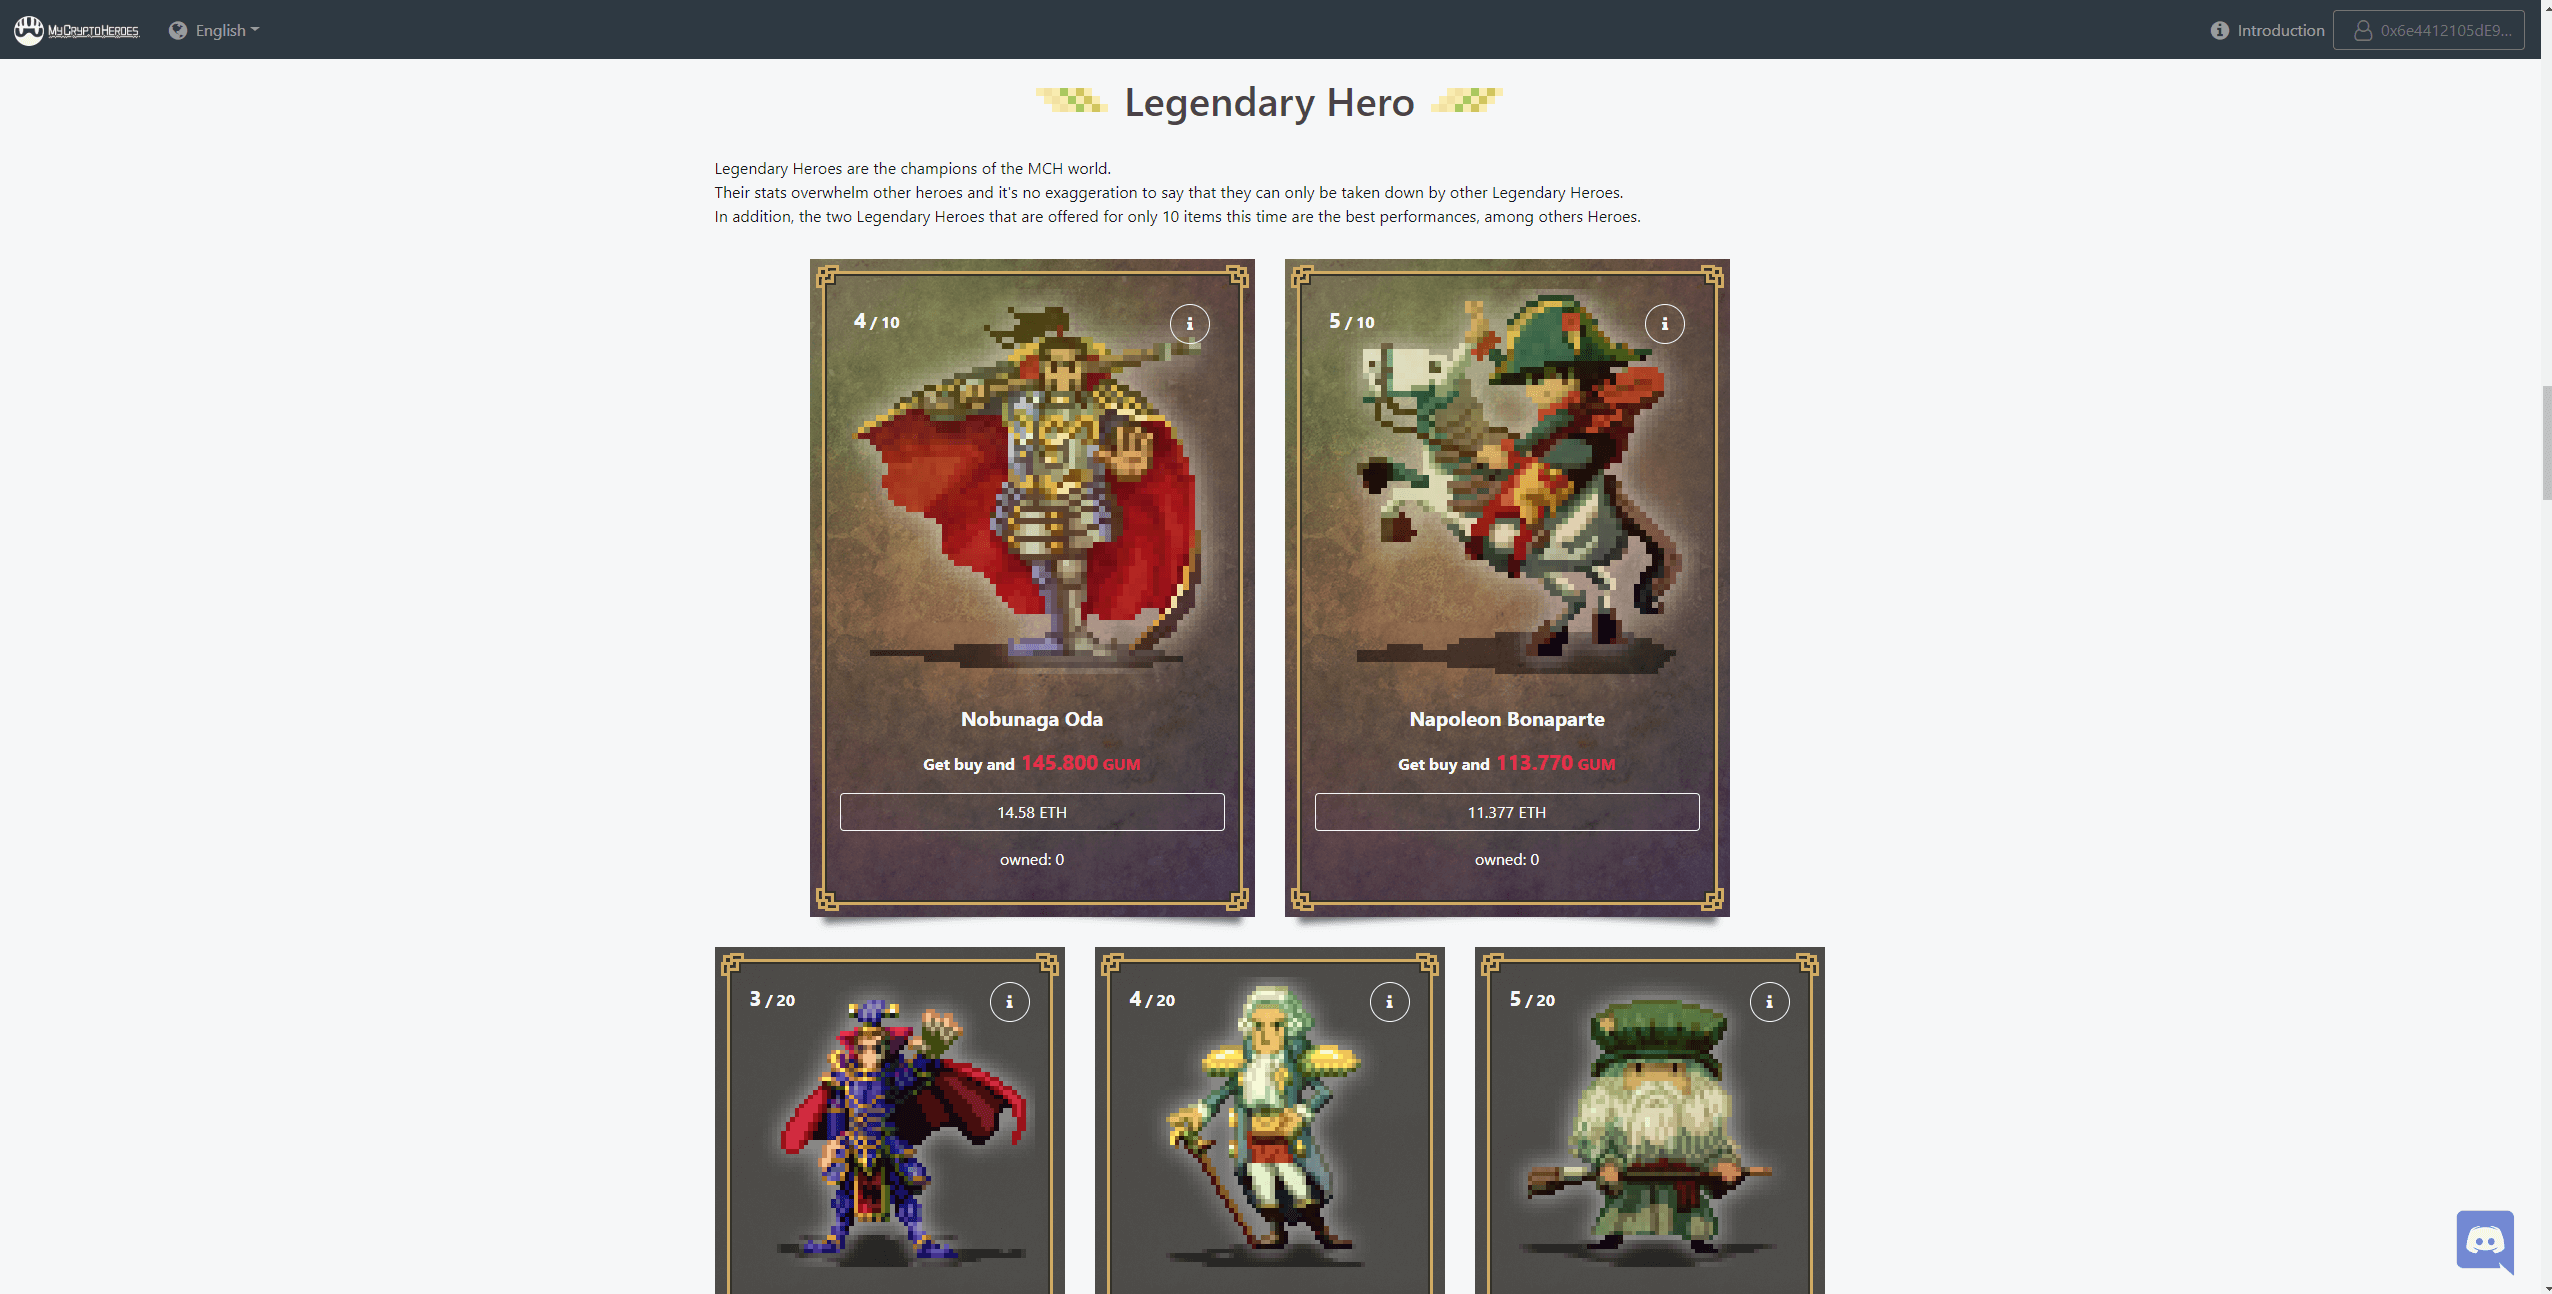 MyCryptoHeroes English Introduction 0x6e4412105dE9...
Legendary Hero
Legendary Heroes are the champions of the MCH world.
Their stats overwhelm other heroes and it's no exaggeration to say that they can only be taken down by other Legendary Heroes.
In addition, the two Legendary Heroes that are offered for only 10 items this time are the best performances, among others Heroes.
4 / 10
Nobunaga Oda
Get buy and 145.800 GUM
14.58 ETH
owned: 0
5 / 10
Napoleon Bonaparte
Get buy and 113.770 GUM
11.377 ETH
owned: 0
3 / 20
4 / 20
5 / 20